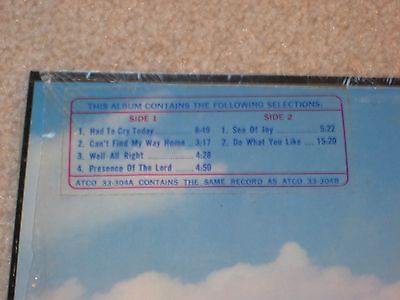 THIS ALBUM CONTAINS THE FOLLOWING SELECTIONS:
SIDE 1
1. Had To Cry Today ........ 8:49
2. Can't Find My Way Home .. 3:17
3. Well All Right ........ 4:28
4. Presence Of The Lord ....... 4:50
SIDE 2
1. Sea Of Joy ............ 5:22
2. Do What You Like .... 15:20
ATCO 33-304A CONTAINS THE SAME RECORD AS ATCO 33-304B